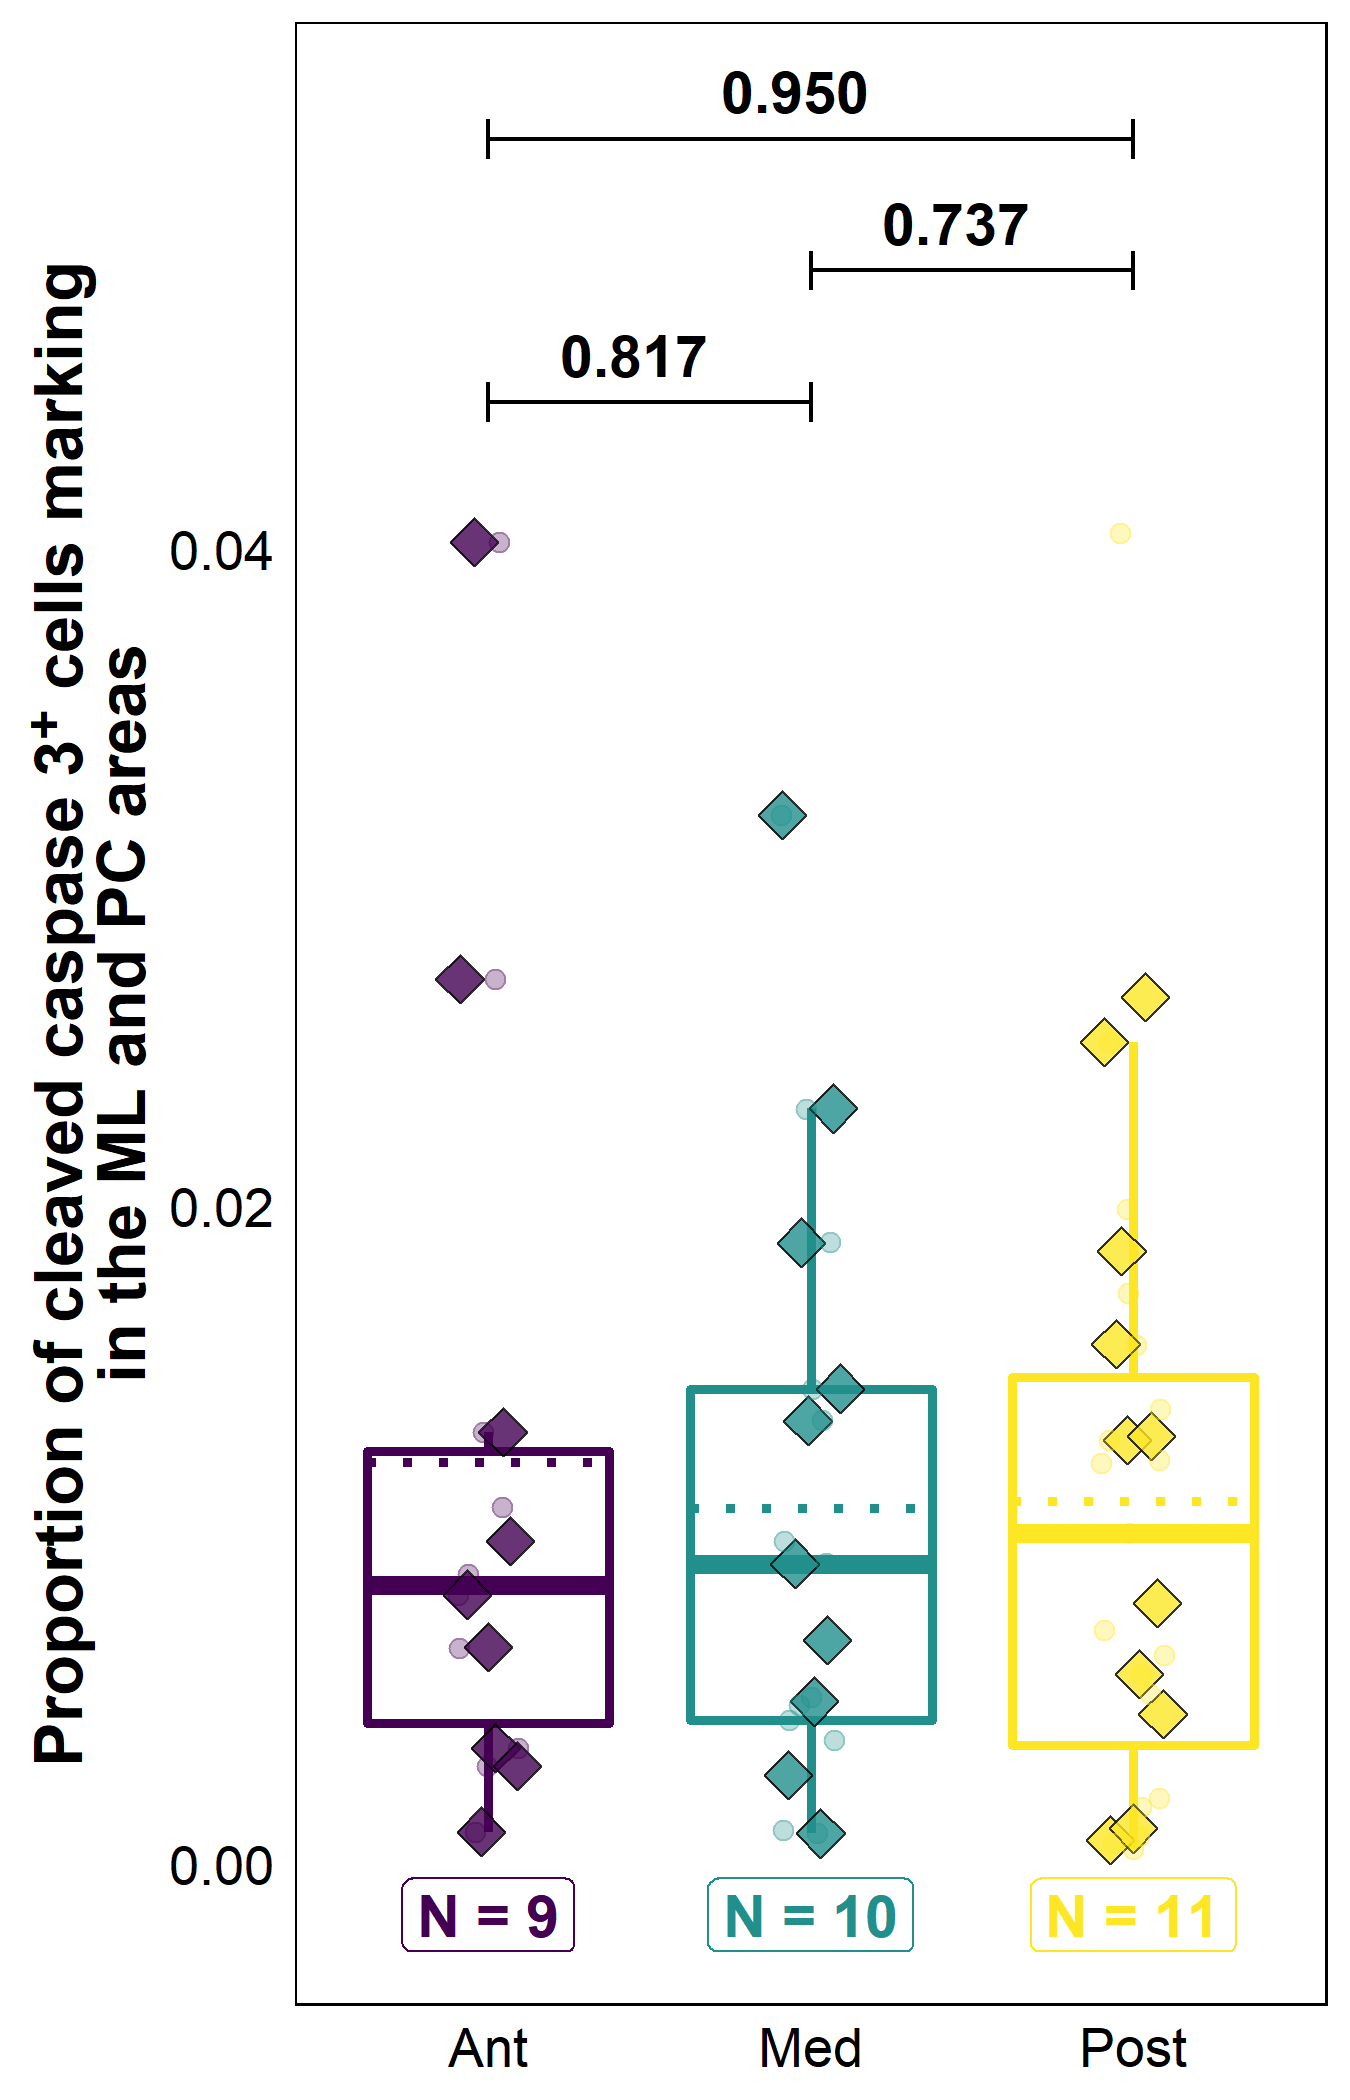 Proportion of cleaved caspase 3⁺ cells marking
in the ML and PC areas
0.950
0.737
0.817
0.04
0.02
0.00
N = 9
N = 10
N = 11
Ant
Med
Post